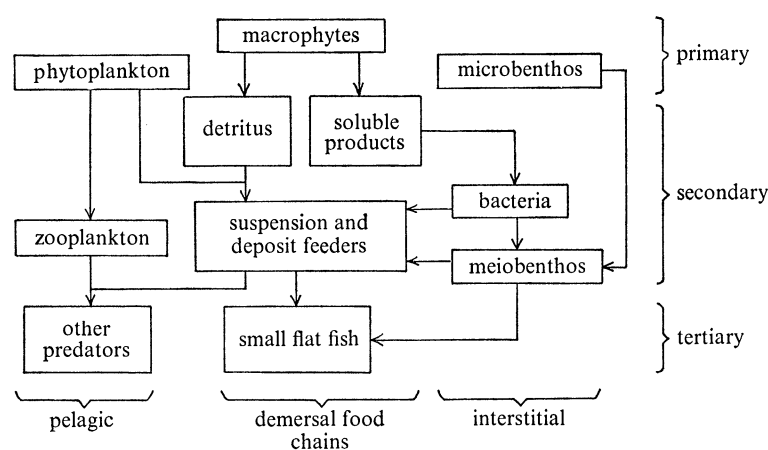 macrophytes
primary
phytoplankton
microbenthos
detritus
soluble
products
secondary
bacteria
suspension and
deposit feeders
zooplankton
meiobenthos
other
predators
small flat fish
tertiary
pelagic
demersal food
chains
interstitial